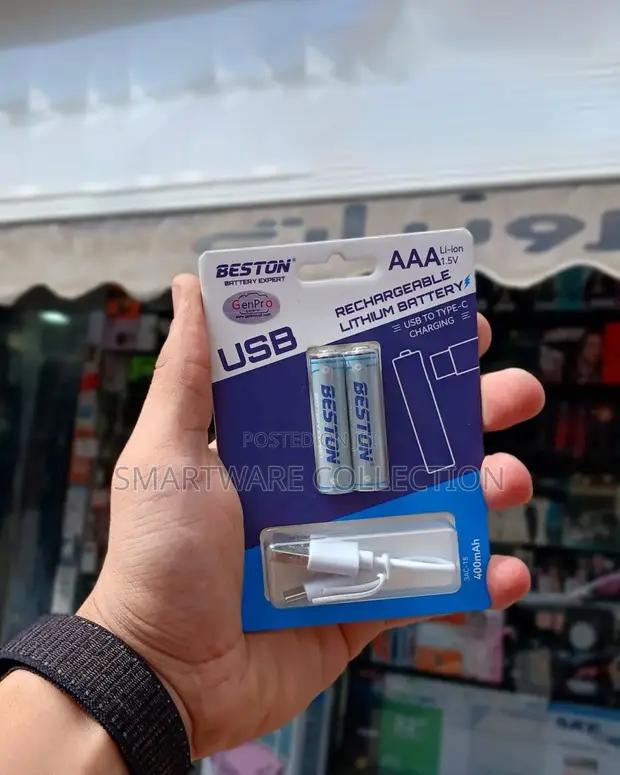 BESTON®
BATTERY EXPERT
AAA Li-ion
1.5V
GenPro
RECHARGEABLE
LITHIUM BATTERY
USB TO TYPE-C
CHARGING
USB
BESTON
BESTON
POSTED ON
SMARTWARE COLLECTION
3AC-18
400mAh